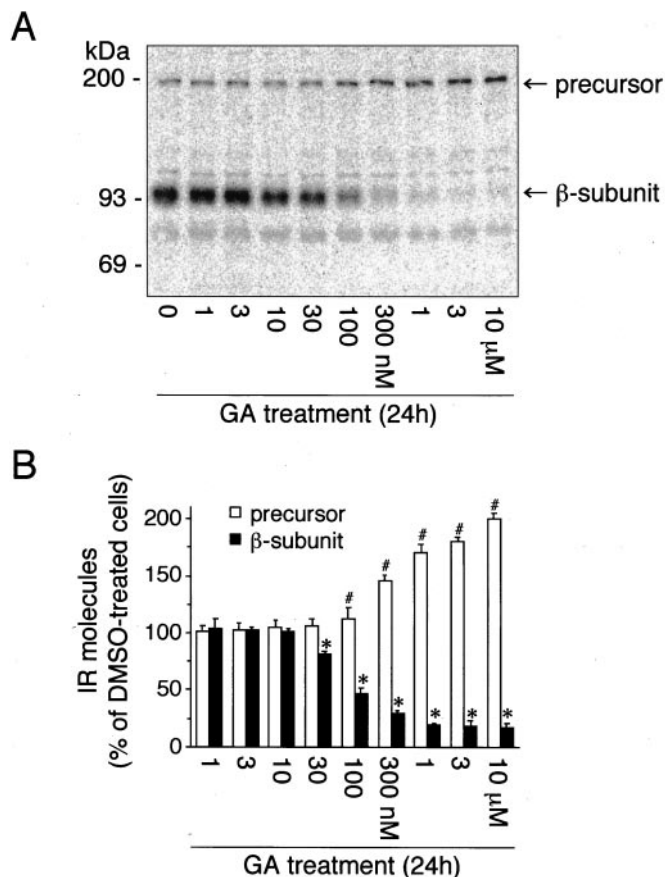 A
kDa
200 -
← precursor
93 -
← β-subunit
69 -
0 1 3 10 30 100 300 nM 1 3 10 μM
GA treatment (24h)
B
IR molecules
(% of DMSO-treated cells)
□ precursor
■ β-subunit
200
150
100
50
0
# # # # #
* * * * * *
1 3 10 30 100 300 nM 1 3 10 μM
GA treatment (24h)